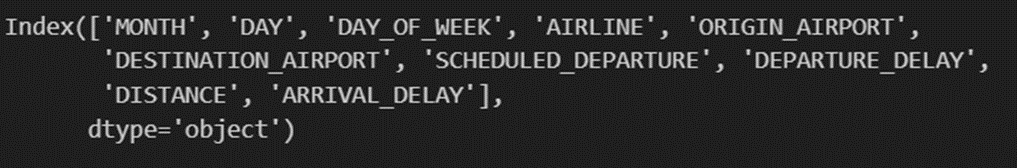 Index(['MONTH', 'DAY', 'DAY_OF_WEEK', 'AIRLINE', 'ORIGIN_AIRPORT',
'DESTINATION_AIRPORT', 'SCHEDULED_DEPARTURE', 'DEPARTURE_DELAY',
'DISTANCE', 'ARRIVAL_DELAY'],
dtype='object')